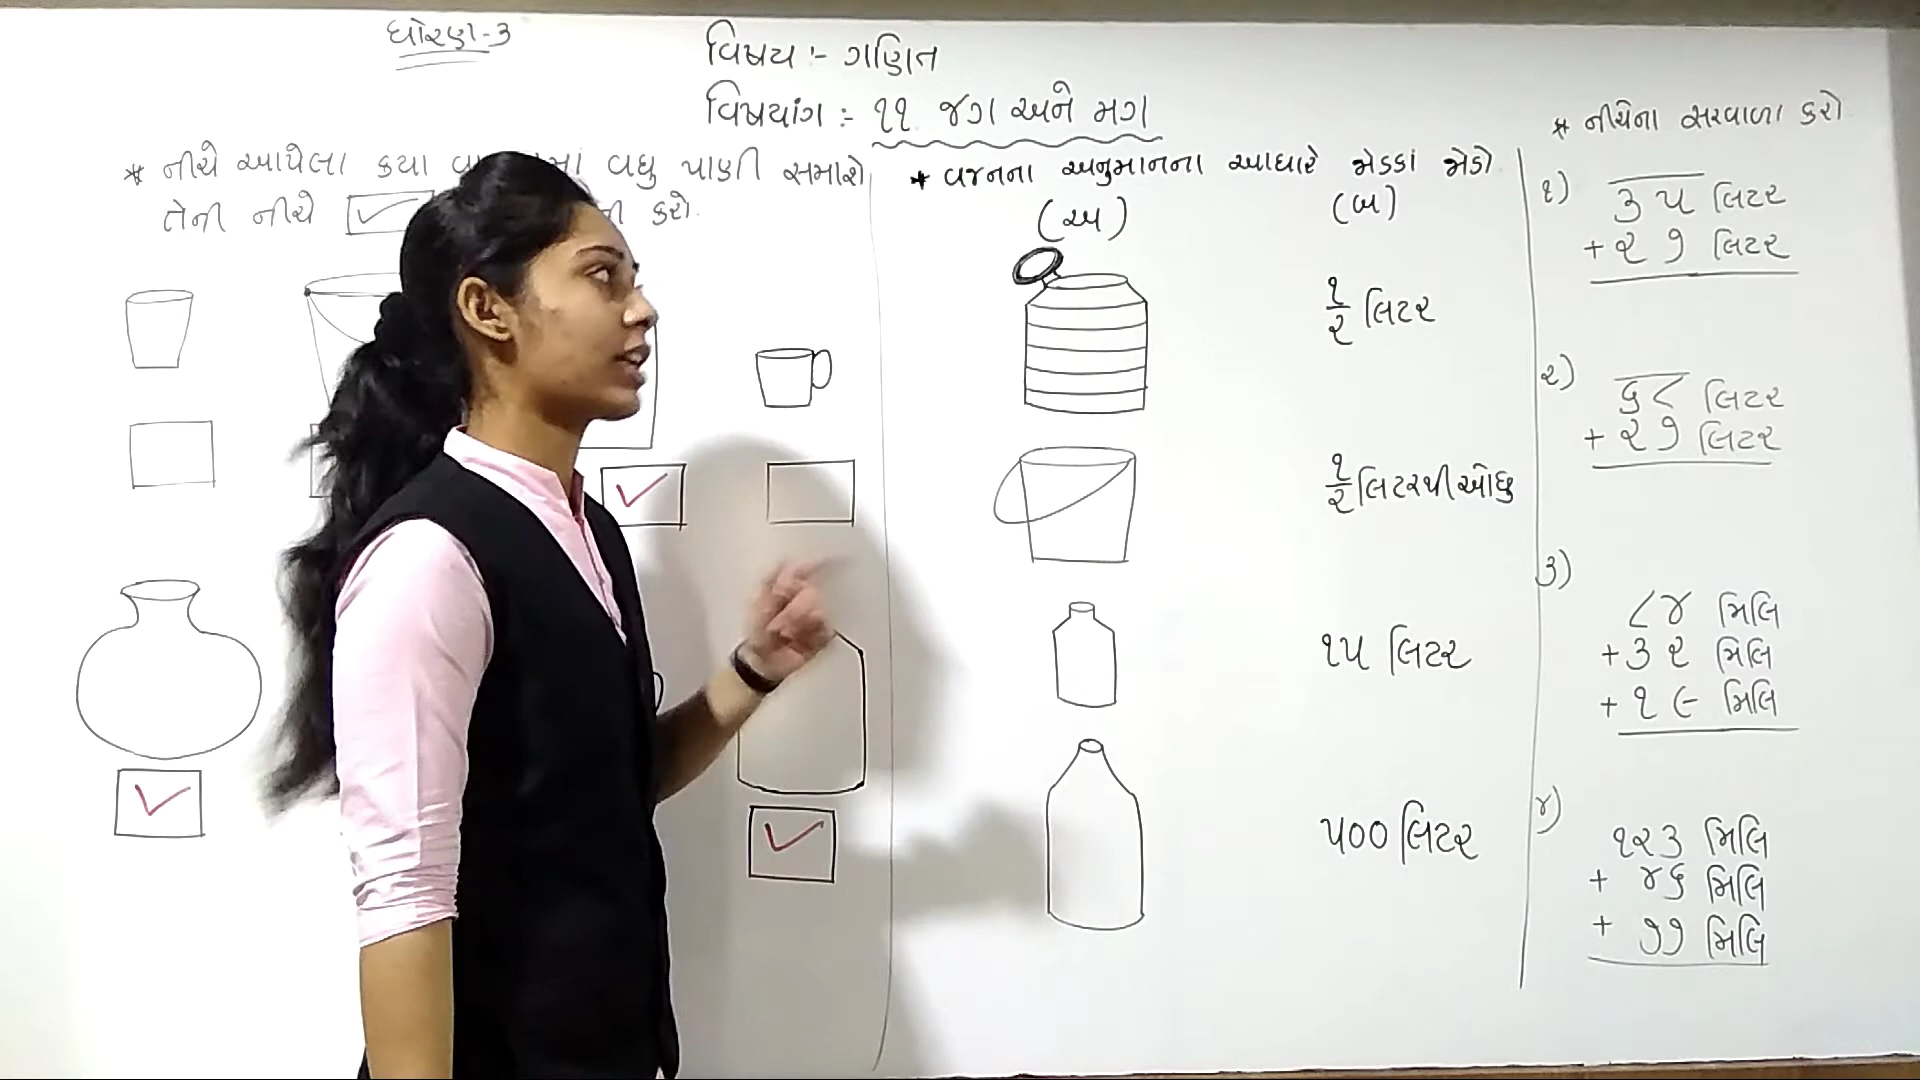 ધોરણ-૩
વિષય :- ગણિત
વિષયાંગ :- ૧૧ જગ અને મગ
* નીચે આપેલા કયા વધુ પાણી સમાશે
તેની નીચે ✓ ની કરો.
* વજનના અનુમાનના આધારે જોડકાં જોડો.
(અ) (બ)
૧/૨ લિટર
૧/૨ લિટરથી ઓછુ
૧૫ લિટર
૫૦૦ લિટર
* નીચેના સરવાળા કરો
૧) ૩૫ લિટર
+ ૨૭ લિટર
૨) ૬૮ લિટર
+ ૨૭ લિટર
૩)
૮૪ મિલિ
+ ૩૨ મિલિ
+ ૧૯ મિલિ
૪)
૧૨૩ મિલિ
+ ૪૬ મિલિ
+ ૭૭ મિલિ